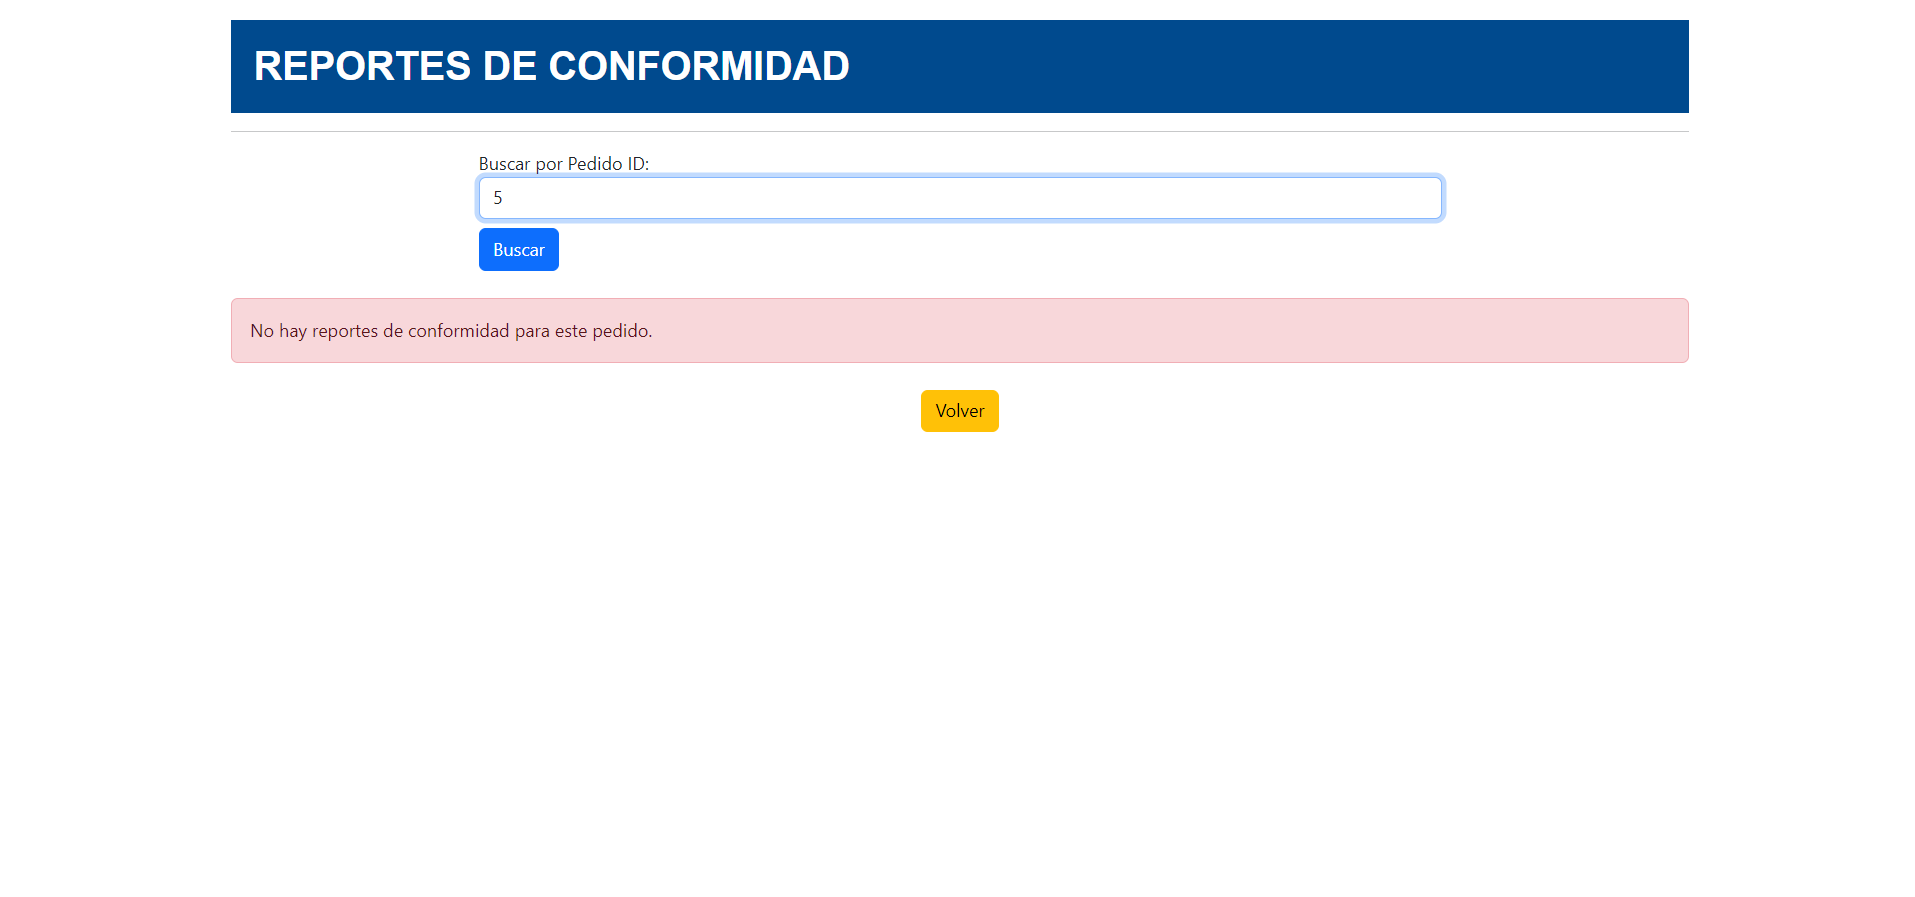 REPORTES DE CONFORMIDAD
Buscar por Pedido ID:
5
Buscar
No hay reportes de conformidad para este pedido.
Volver